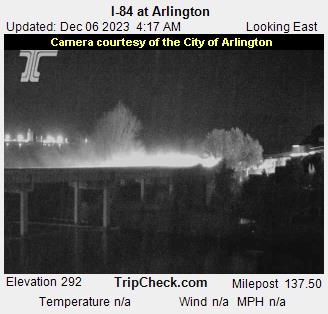 I-84 at Arlington
Updated: Dec 06 2023 4:17 AM Looking East
Camera courtesy of the City of Arlington
Elevation 292 TripCheck.com Milepost 137.50
Temperature n/a Wind n/a MPH n/a